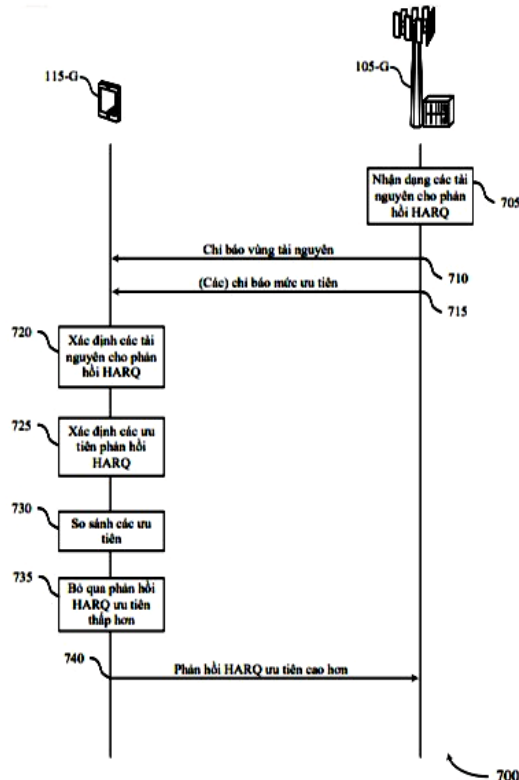 115-G
105-G
Nhận dạng các tài
nguyên cho phản
hồi HARQ
705
Chỉ báo vùng tài nguyên
710
(Các) chỉ báo mức ưu tiên
715
720
Xác định các tài
nguyên cho phản
hồi HARQ
725
Xác định các ưu
tiên phản hồi
HARQ
730
So sánh các ưu
tiên
735
Bỏ qua phản hồi
HARQ ưu tiên
thấp hơn
740
Phản hồi HARQ ưu tiên cao hơn
700